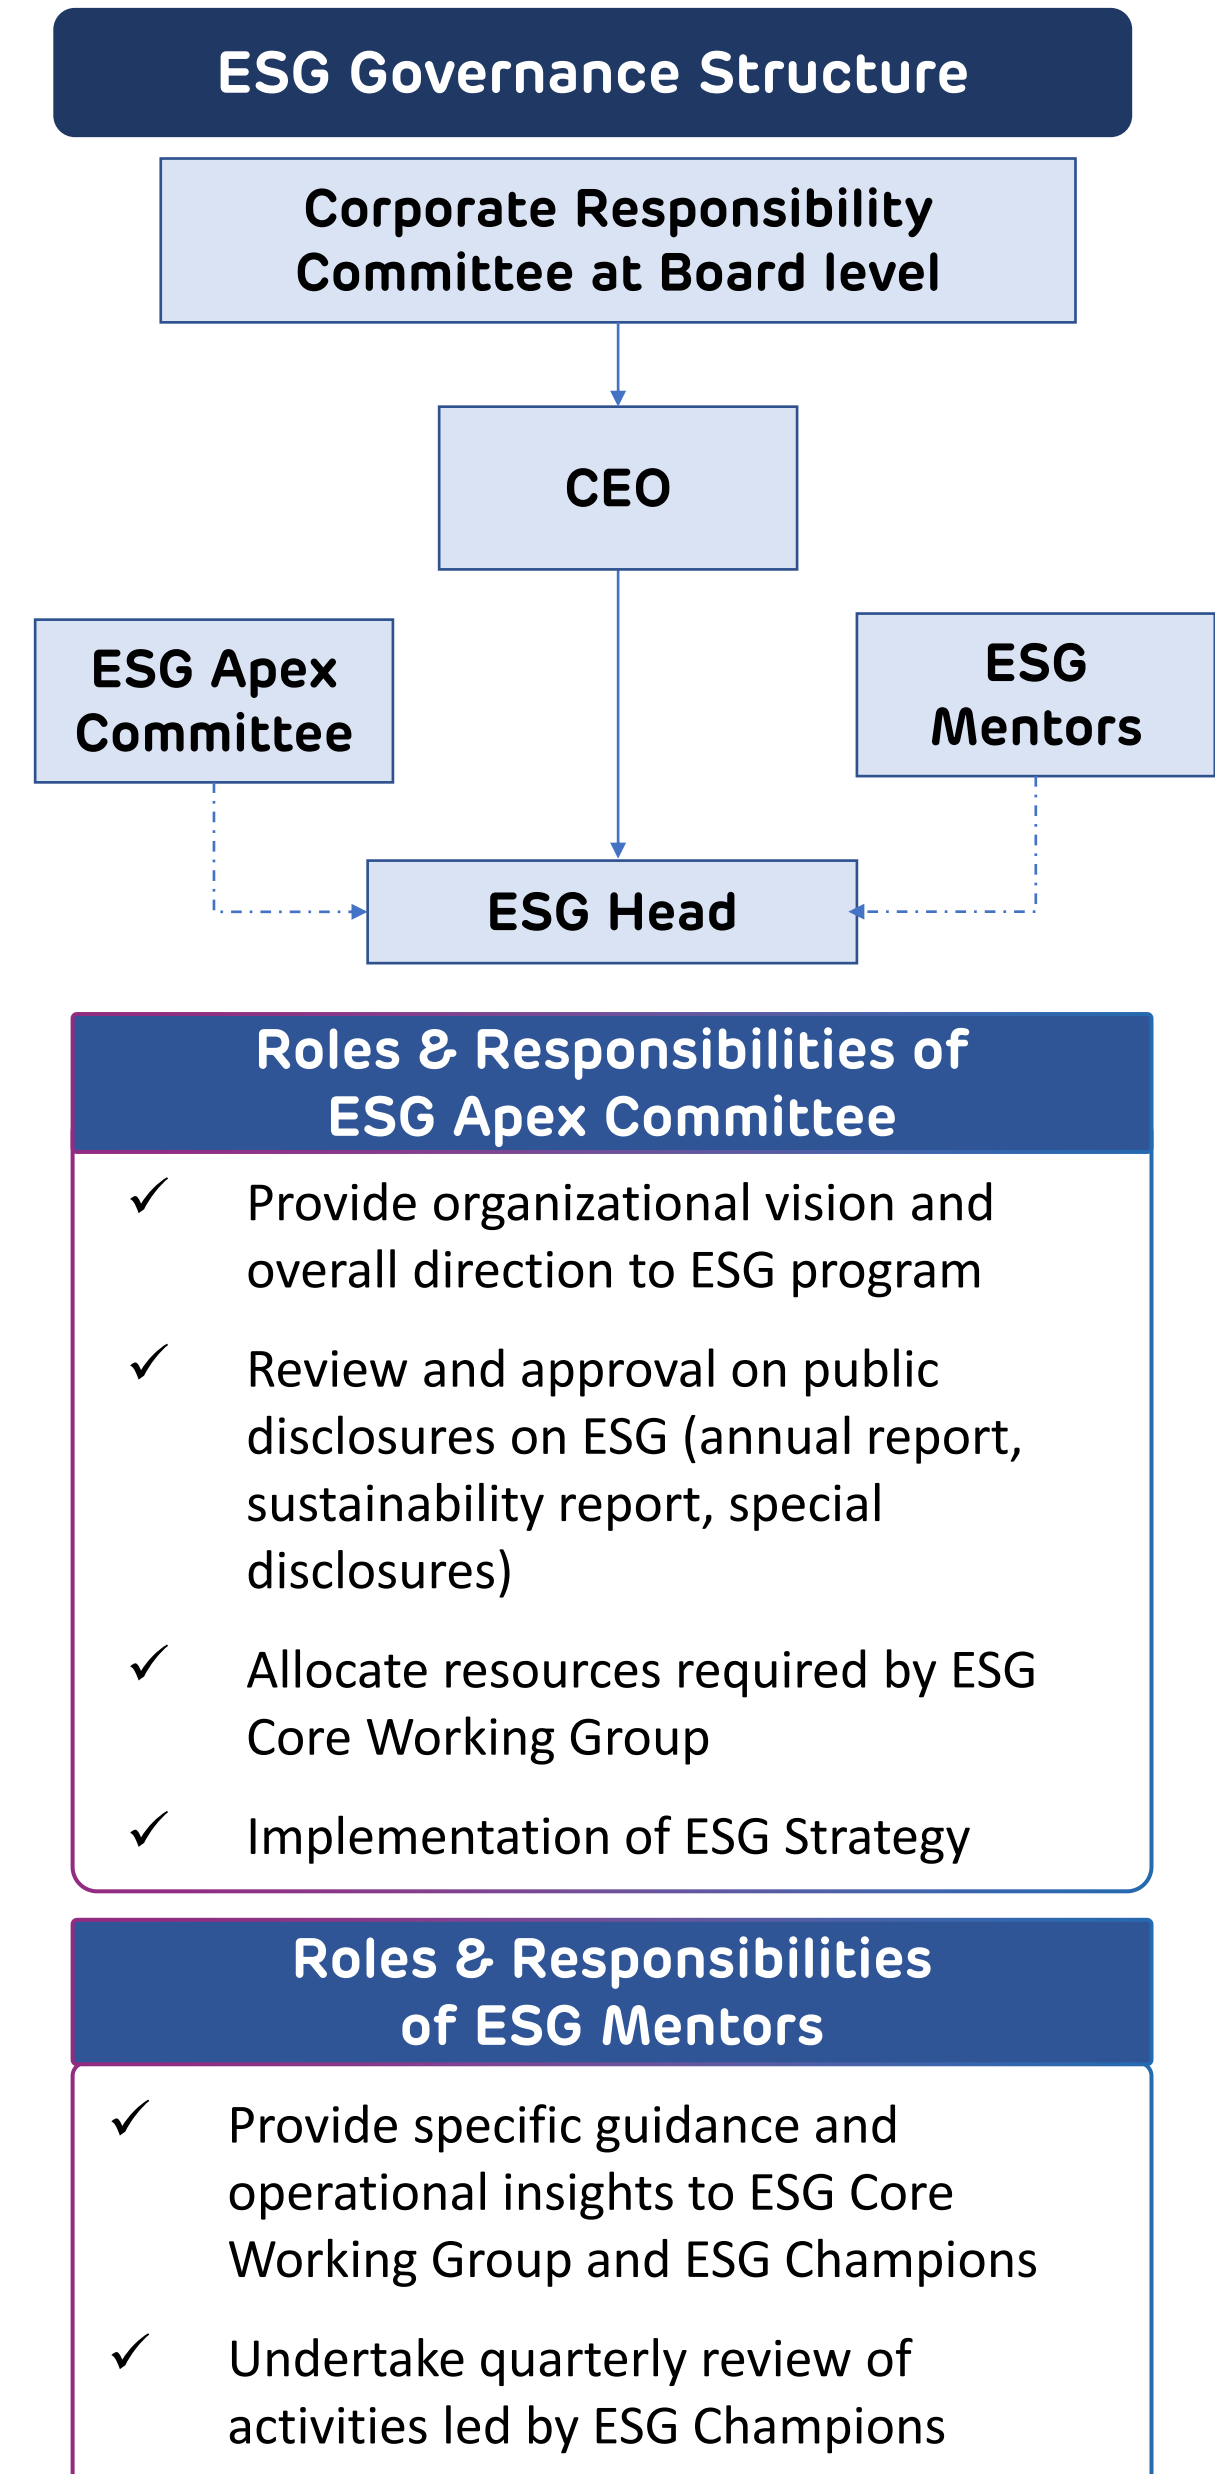 ESG Governance Structure
Corporate Responsibility
Committee at Board level
CEO
ESG Apex
Committee
ESG
Mentors
ESG Head
Roles & Responsibilities of
ESG Apex Committee
✓ Provide organizational vision and
overall direction to ESG program
✓ Review and approval on public
disclosures on ESG (annual report,
sustainability report, special
disclosures)
✓ Allocate resources required by ESG
Core Working Group
✓ Implementation of ESG Strategy
Roles & Responsibilities
of ESG Mentors
✓ Provide specific guidance and
operational insights to ESG Core
Working Group and ESG Champions
✓ Undertake quarterly review of
activities led by ESG Champions